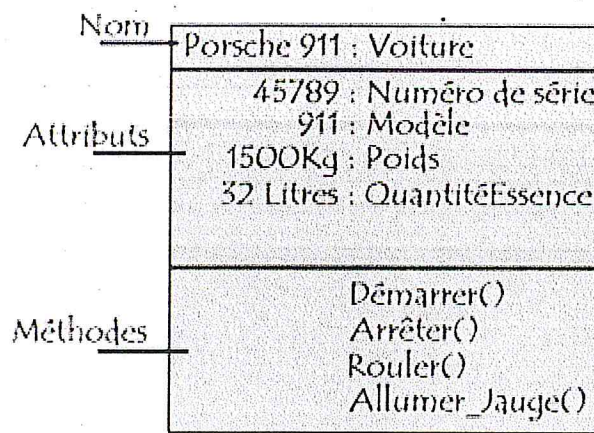 Nom
Porsche 911 : Voiture
Attributs
45789 : Numéro de série
911 : Modèle
1500Kg : Poids
32 Litres : QuantitéEssence
Méthodes
Démarrer()
Arrêter()
Rouler()
Allumer_Jauge()